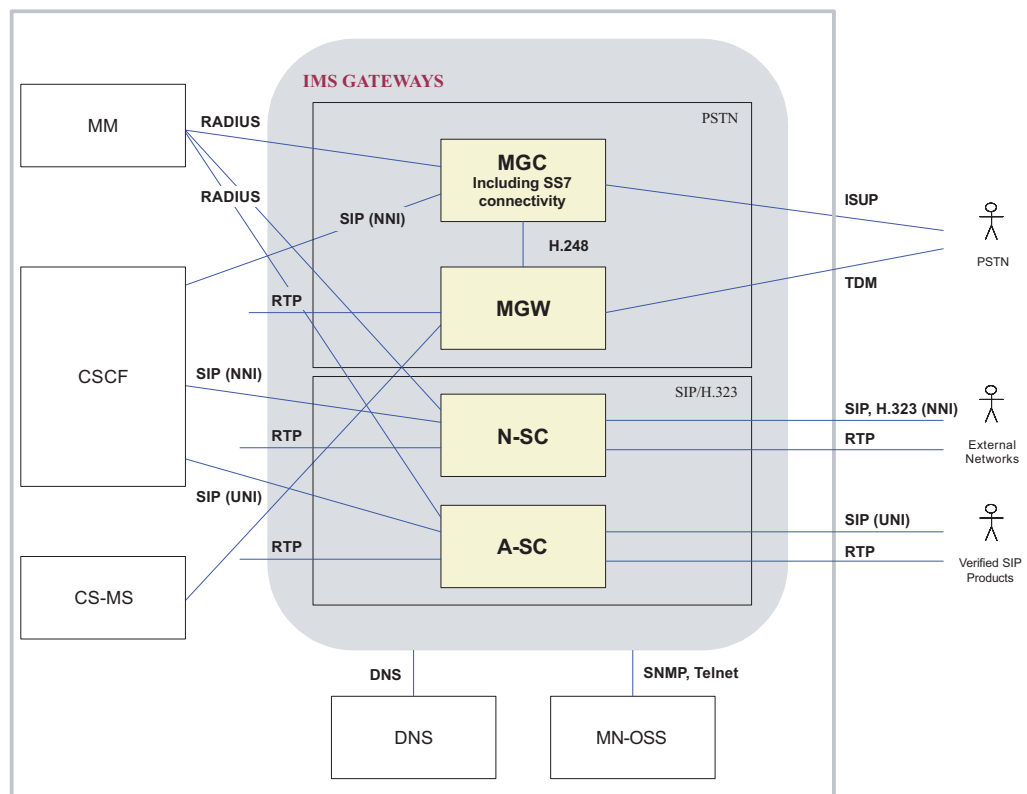 IMS GATEWAYS
PSTN
MM
RADIUS
MGC
Including SS7
connectivity
RADIUS
ISUP
SIP (NNI)
H.248
PSTN
RTP
MGW
TDM
CSCF
SIP (NNI)
SIP/H.323
N-SC
SIP, H.323 (NNI)
RTP
RTP
External
Networks
SIP (UNI)
A-SC
SIP (UNI)
RTP
RTP
Verified SIP
Products
CS-MS
DNS
SNMP, Telnet
DNS
MN-OSS